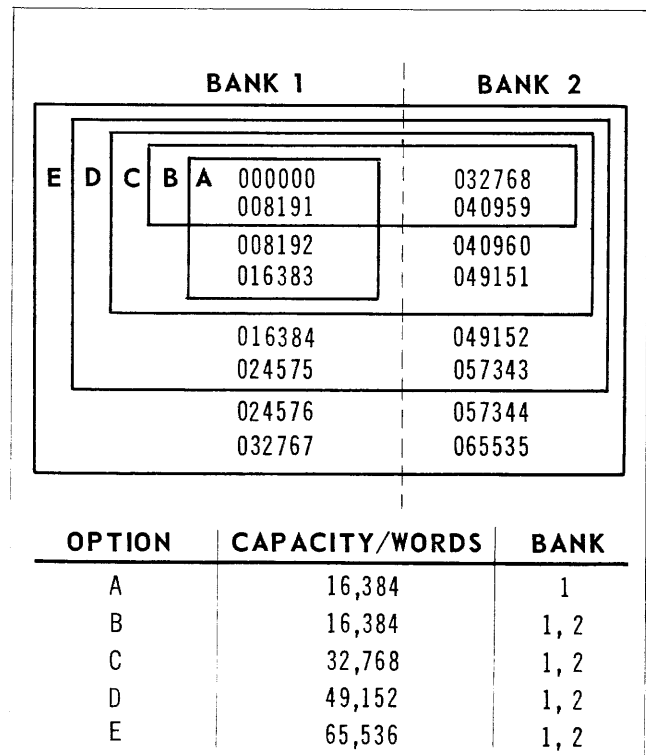 BANK 1 BANK 2
E D C B A 000000 032768
008191 040959
008192 040960
016383 049151
016384 049152
024575 057343
024576 057344
032767 065535
OPTION CAPACITY/WORDS BANK
A 16,384 1
B 16,384 1, 2
C 32,768 1, 2
D 49,152 1, 2
E 65,536 1, 2